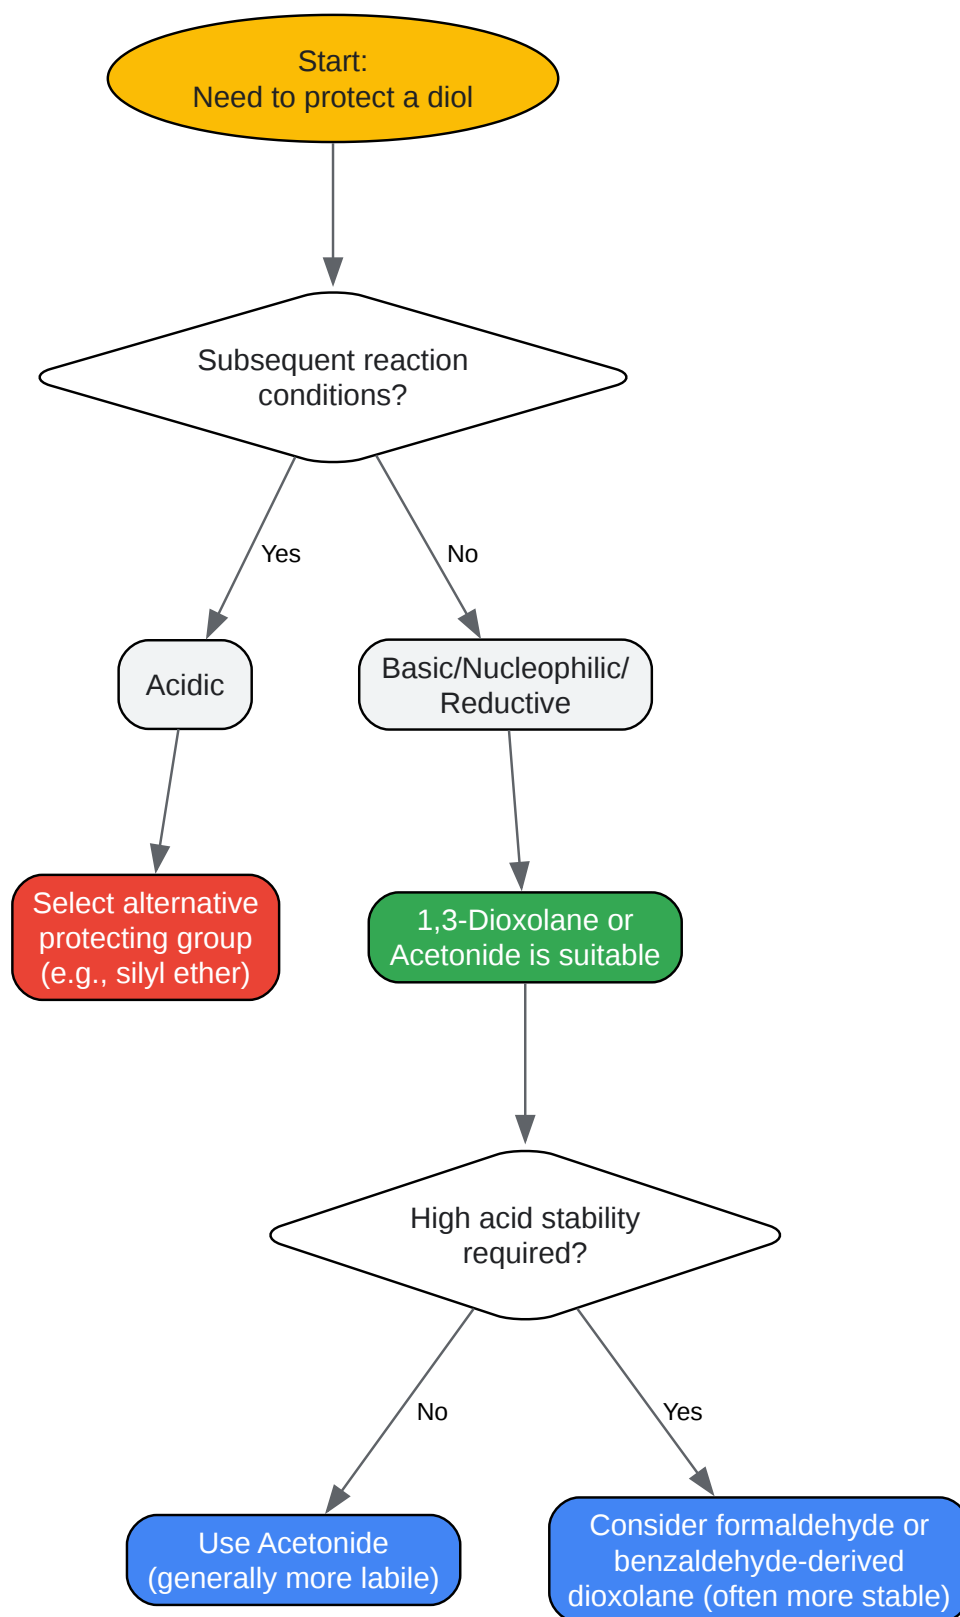 Start:
Need to protect a diol
Subsequent reaction
conditions?
Yes
No
Acidic
Basic/Nucleophilic/
Reductive
Select alternative
protecting group
(e.g., silyl ether)
1,3-Dioxolane or
Acetonide is suitable
High acid stability
required?
No
Yes
Use Acetonide
(generally more labile)
Consider formaldehyde or
benzaldehyde-derived
dioxolane (often more stable)